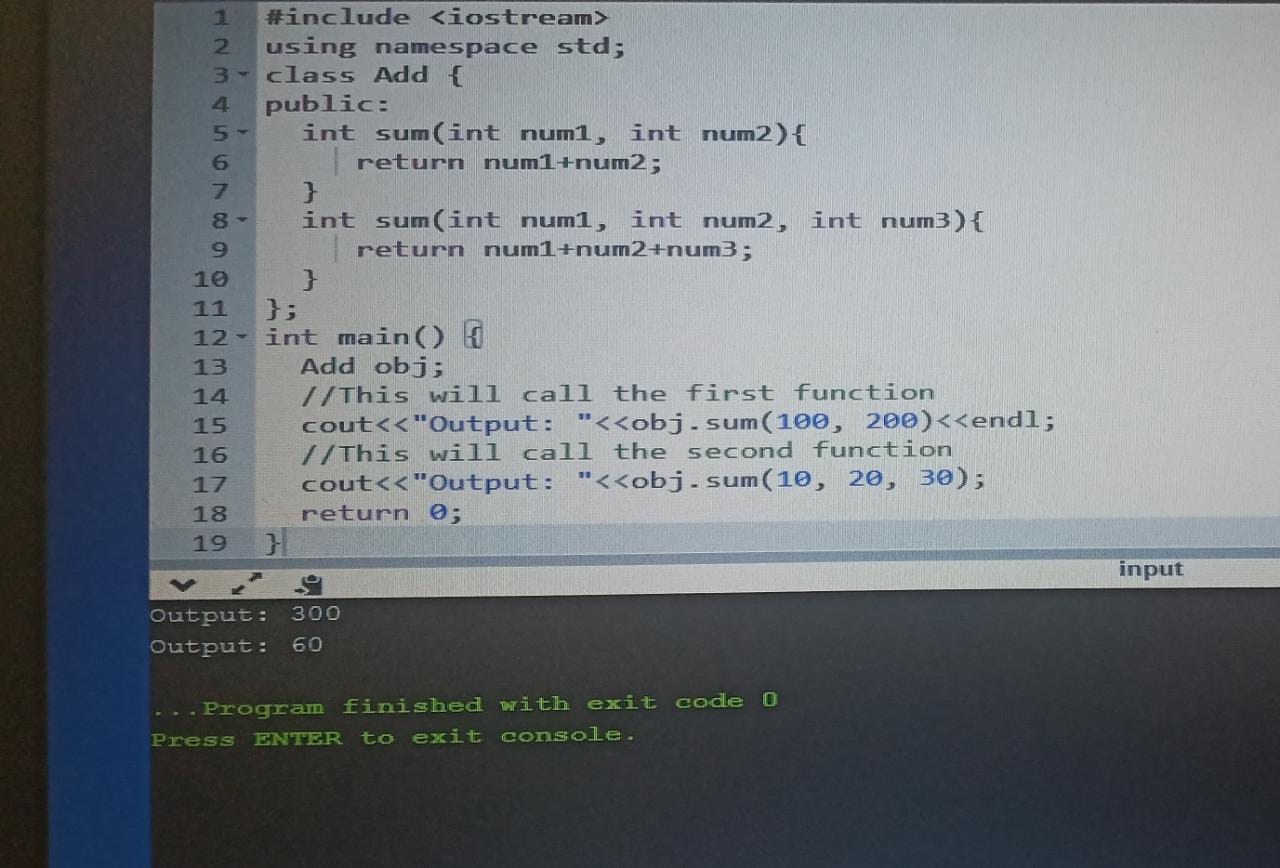 1 #include <iostream>
2 using namespace std;
3 class Add {
4 public:
5   int sum(int num1, int num2){
6      return num1+num2;
7   }
8   int sum(int num1, int num2, int num3){
9      return num1+num2+num3;
10   }
11 };
12 int main() {
13   Add obj;
14   //This will call the first function
15   cout<<"Output: "<<obj.sum(100, 200)<<endl;
16   //This will call the second function
17   cout<<"Output: "<<obj.sum(10, 20, 30);
18   return 0;
19 }
input
Output: 300
Output: 60
...Program finished with exit code 0
Press ENTER to exit console.